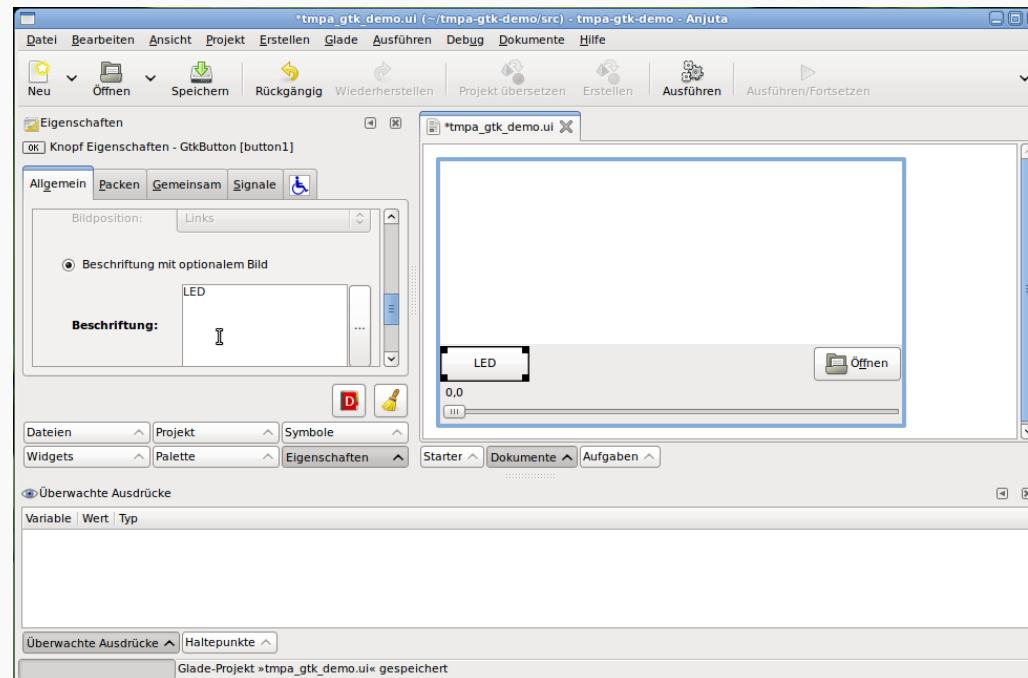 *tmpa_gtk_demo.ui (~/tmpa-gtk-demo/src) - tmpa-gtk-demo - Anjuta
Datei Bearbeiten Ansicht Projekt Erstellen Glade Ausführen Debug Dokumente Hilfe
Neu Öffnen Speichern Rückgängig Wiederherstellen Projekt übersetzen Erstellen Ausführen Ausführen/Fortsetzen
Eigenschaften
*tmpa_gtk_demo.ui
OK Knopf Eigenschaften - GtkButton [button1]
Allgemein Packen Gemeinsam Signale
Bildposition: Links
Beschriftung mit optionalem Bild
LED
Beschriftung: ...
LED Öffnen
0,0
D
Dateien Projekt Symbole
Widgets Palette Eigenschaften Starter Dokumente Aufgaben
Überwachte Ausdrücke
Variable Wert Typ
Überwachte Ausdrücke Haltepunkte
Glade-Projekt »tmpa_gtk_demo.ui« gespeichert